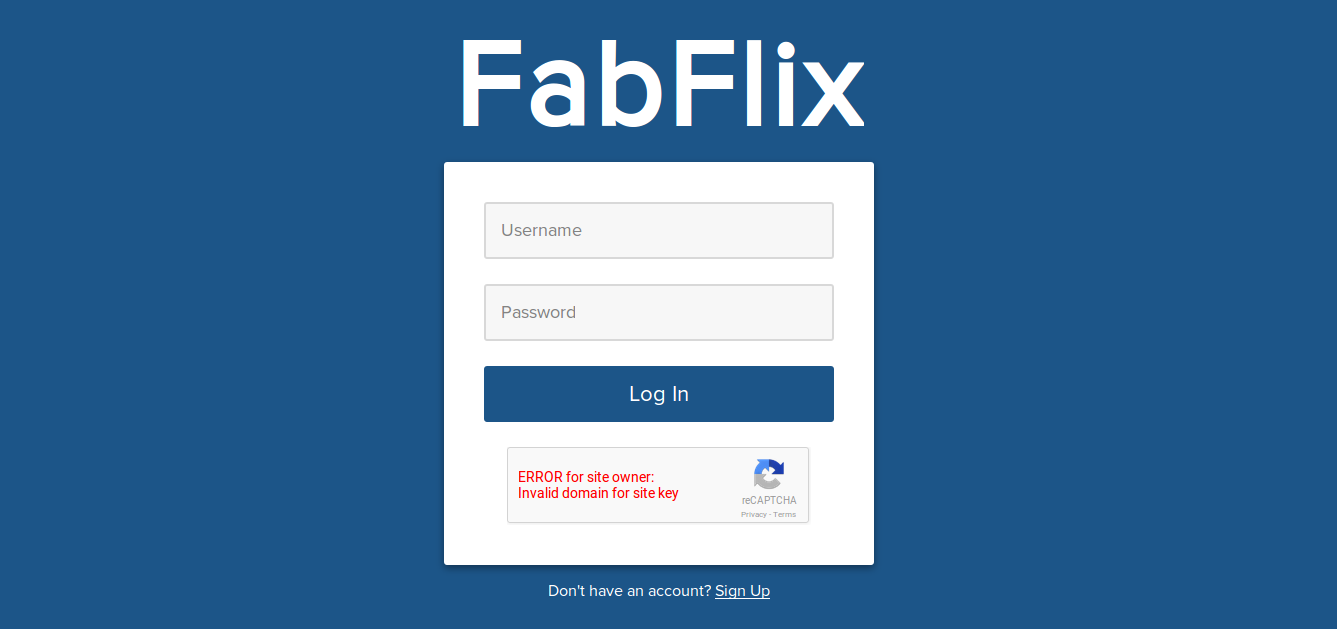 FabFlix
Username
Password
Log In
ERROR for site owner:
Invalid domain for site key
reCAPTCHA
Privacy - Terms
Don't have an account? Sign Up